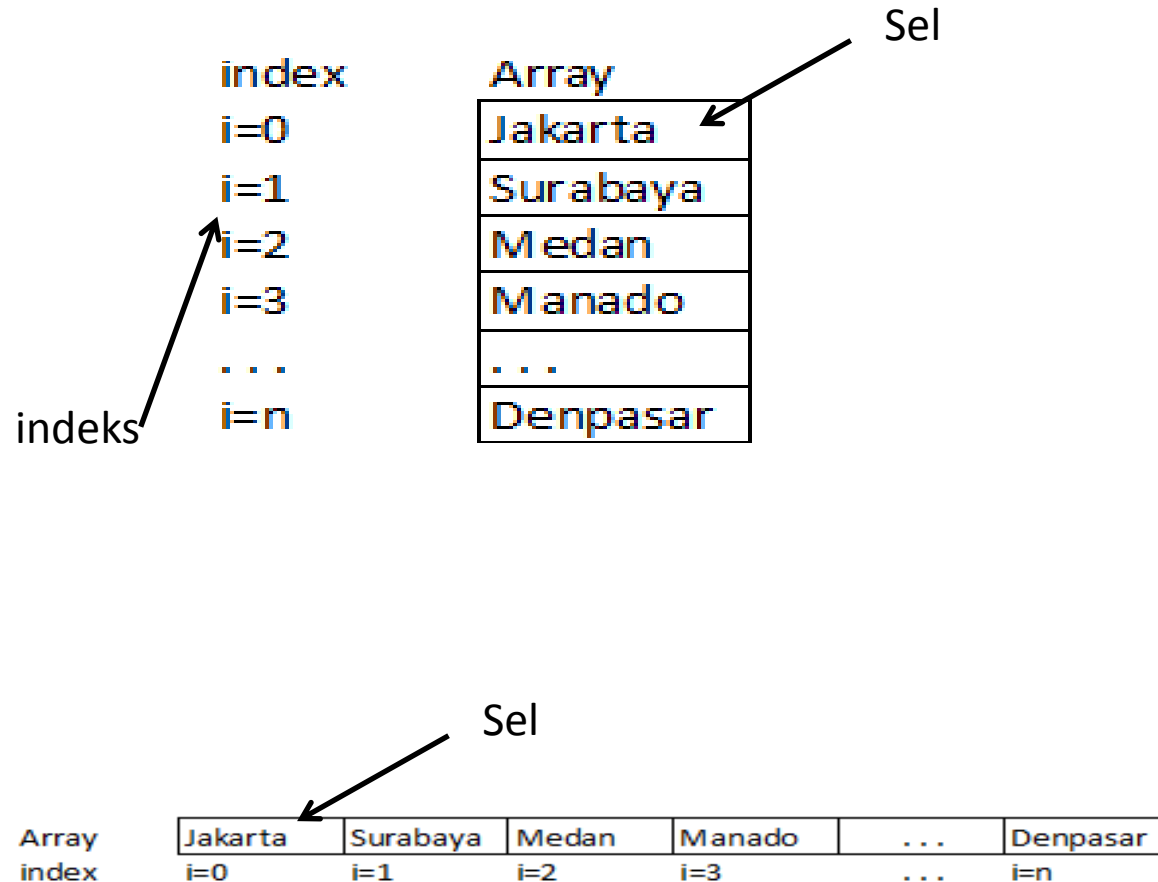 Sel
index Array
i=0 Jakarta
i=1 Surabaya
i=2 Medan
i=3 Manado
. . . . . .
i=n Denpasar
indeks
Sel
Array Jakarta Surabaya Medan Manado . . . Denpasar
index i=0 i=1 i=2 i=3 . . . i=n